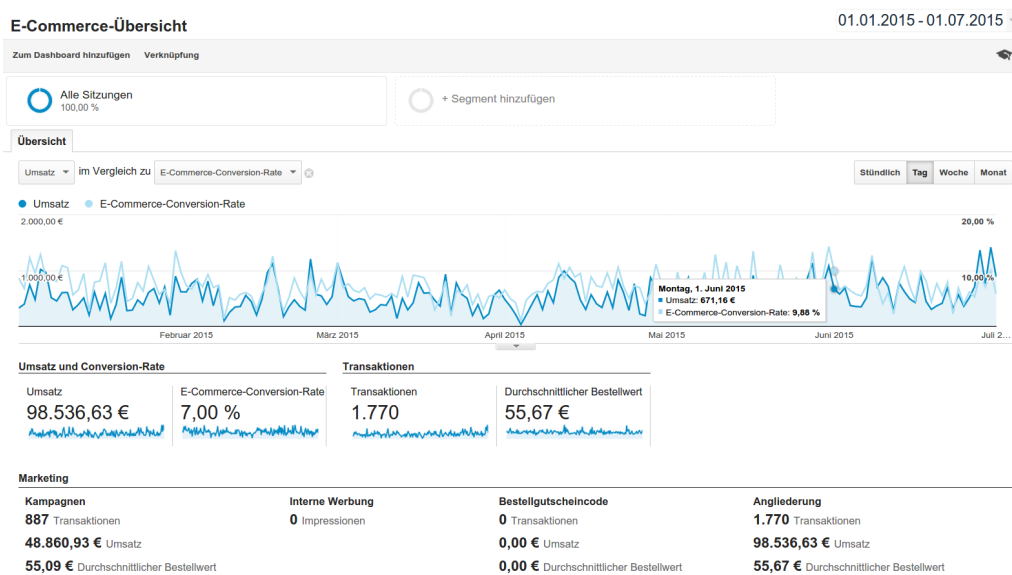 E-Commerce-Übersicht
01.01.2015 - 01.07.2015
Zum Dashboard hinzufügen Verknüpfung
Alle Sitzungen
100,00 %
+ Segment hinzufügen
Übersicht
Umsatz im Vergleich zu E-Commerce-Conversion-Rate
Stündlich Tag Woche Monat
Umsatz E-Commerce-Conversion-Rate
2.000,00 € 20,00 %
1.000,00 € 10,00 %
Montag, 1. Juni 2015
Umsatz: 671,16 €
E-Commerce-Conversion-Rate: 9,88 %
Februar 2015 März 2015 April 2015 Mai 2015 Juni 2015 Juli 2...
Umsatz und Conversion-Rate Transaktionen
Umsatz E-Commerce-Conversion-Rate Transaktionen Durchschnittlicher Bestellwert
98.536,63 € 7,00 % 1.770 55,67 €
Marketing
Kampagnen Interne Werbung Bestellgutscheincode Angliederung
887 Transaktionen 0 Impressionen 0 Transaktionen 1.770 Transaktionen
48.860,93 € Umsatz 0,00 € Umsatz 98.536,63 € Umsatz
55,09 € Durchschnittlicher Bestellwert 0,00 € Durchschnittlicher Bestellwert 55,67 € Durchschnittlicher Bestellwert